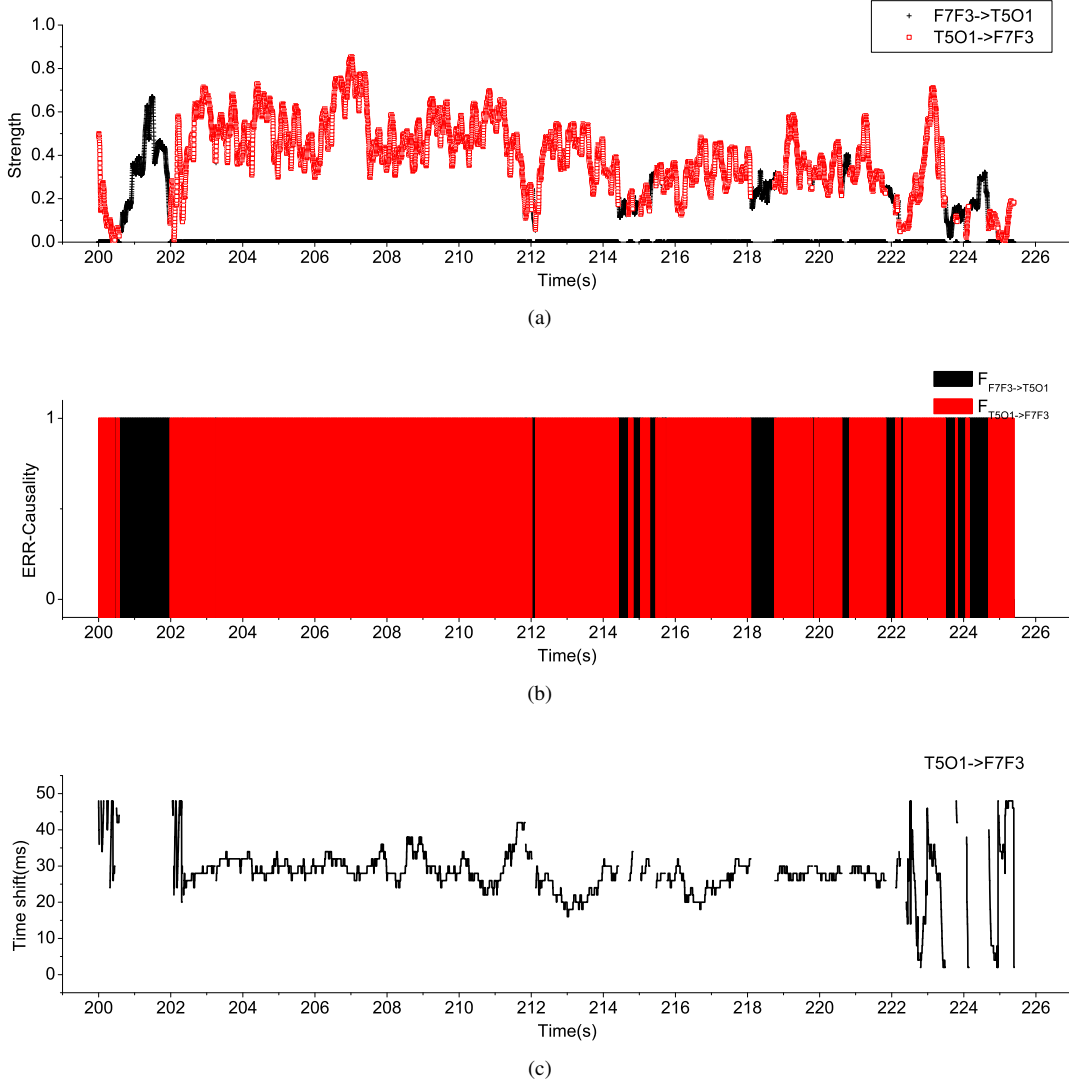 F7F3->T5O1
T5O1->F7F3
1.0
0.8
0.6
0.4
0.2
0.0
Strength
200 202 204 206 208 210 212 214 216 218 220 222 224 226
Time(s)
(a)
F F7F3->T5O1
F T5O1->F7F3
1
0
ERR-Causality
200 202 204 206 208 210 212 214 216 218 220 222 224 226
Time(s)
(b)
T5O1->F7F3
50
40
30
20
10
0
Time shift(ms)
200 202 204 206 208 210 212 214 216 218 220 222 224 226
Time(s)
(c)